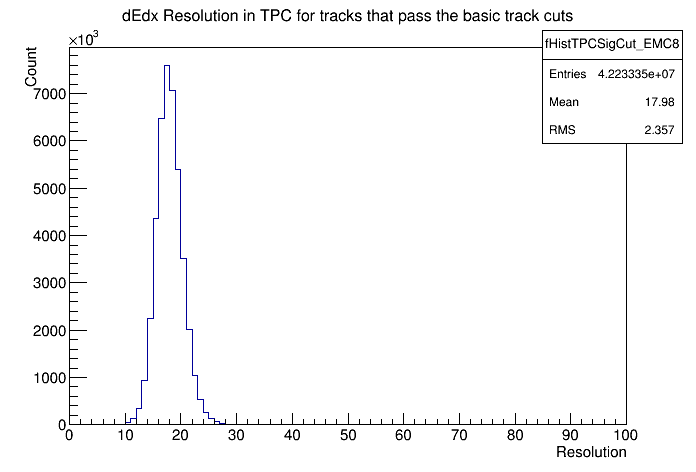 dEdx Resolution in TPC for tracks that pass the basic track cuts
×10³
Count
fHistTPCSigCut_EMC8
Entries 4.223335e+07
Mean 17.98
RMS 2.357
7000
6000
5000
4000
3000
2000
1000
0
0 10 20 30 40 50 60 70 80 90 100
Resolution